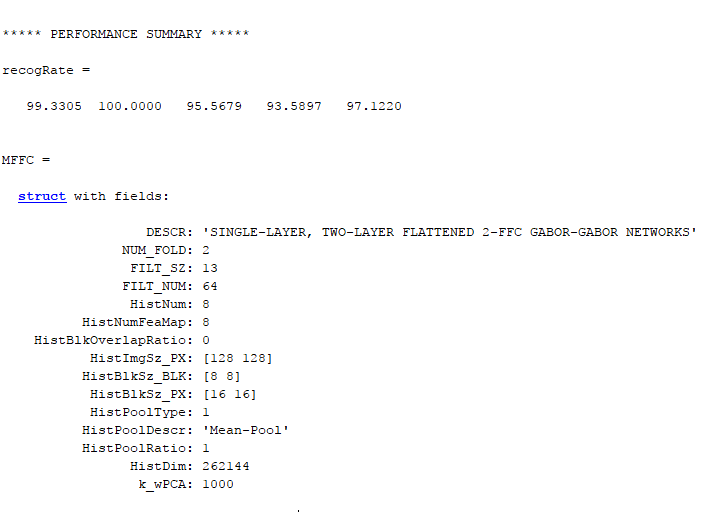 ***** PERFORMANCE SUMMARY *****
recogRate =
99.3305 100.0000 95.5679 93.5897 97.1220
MFFC =
struct with fields:
DESCR: 'SINGLE-LAYER, TWO-LAYER FLATTENED 2-FFC GABOR-GABOR NETWORKS'
NUM_FOLD: 2
FILT_SZ: 13
FILT_NUM: 64
HistNum: 8
HistNumFeaMap: 8
HistBlkOverlapRatio: 0
HistImgSz_PX: [128 128]
HistBlkSz_BLK: [8 8]
HistBlkSz_PX: [16 16]
HistPoolType: 1
HistPoolDescr: 'Mean-Pool'
HistPoolRatio: 1
HistDim: 262144
k_wPCA: 1000